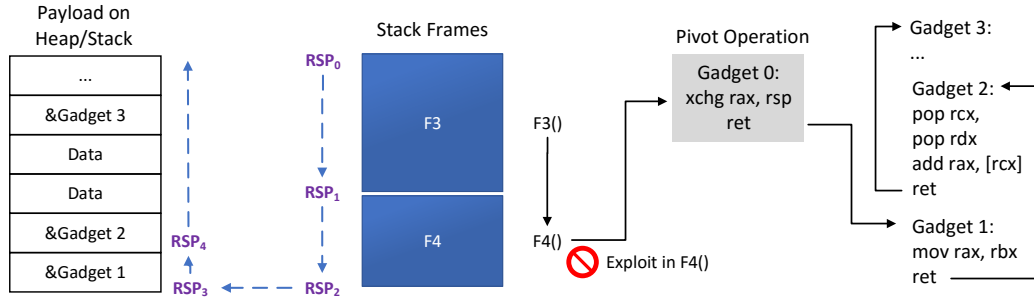 Payload on
Heap/Stack
...
&Gadget 3
Data
Data
&Gadget 2
&Gadget 1
RSP4
RSP3
Stack Frames
RSP0
RSP1
RSP2
F3
F4
F3()
F4()
Exploit in F4()
Pivot Operation
Gadget 0:
xchg rax, rsp
ret
Gadget 3:
...
Gadget 2:
pop rcx,
pop rdx
add rax, [rcx]
ret
Gadget 1:
mov rax, rbx
ret